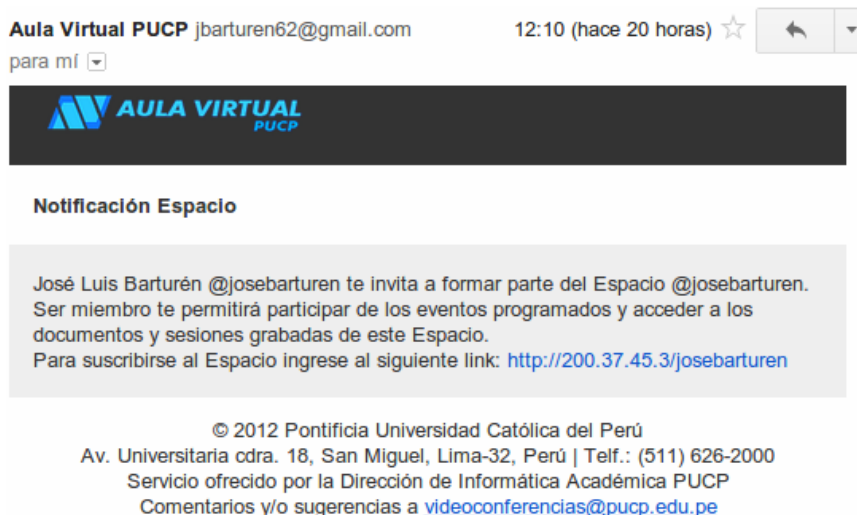 Aula Virtual PUCP jbarturen62@gmail.com 12:10 (hace 20 horas)
para mí
AULA VIRTUAL
PUCP
Notificación Espacio
José Luis Barturén @josebarturen te invita a formar parte del Espacio @josebarturen.
Ser miembro te permitirá participar de los eventos programados y acceder a los
documentos y sesiones grabadas de este Espacio.
Para suscribirse al Espacio ingrese al siguiente link: http://200.37.45.3/josebarturen
© 2012 Pontificia Universidad Católica del Perú
Av. Universitaria cdra. 18, San Miguel, Lima-32, Perú | Telf.: (511) 626-2000
Servicio ofrecido por la Dirección de Informática Académica PUCP
Comentarios y/o sugerencias a videoconferencias@pucp.edu.pe